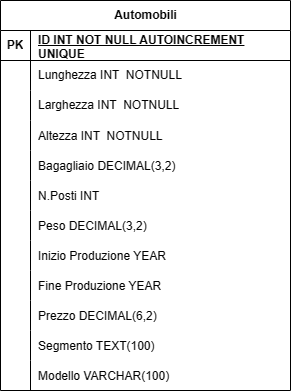 Automobili
PK
ID INT NOT NULL AUTOINCREMENT
UNIQUE
Lunghezza INT  NOTNULL
Larghezza INT  NOTNULL
Altezza INT  NOTNULL
Bagagliaio DECIMAL(3,2)
N.Posti INT
Peso DECIMAL(3,2)
Inizio Produzione YEAR
Fine Produzione YEAR
Prezzo DECIMAL(6,2)
Segmento TEXT(100)
Modello VARCHAR(100)